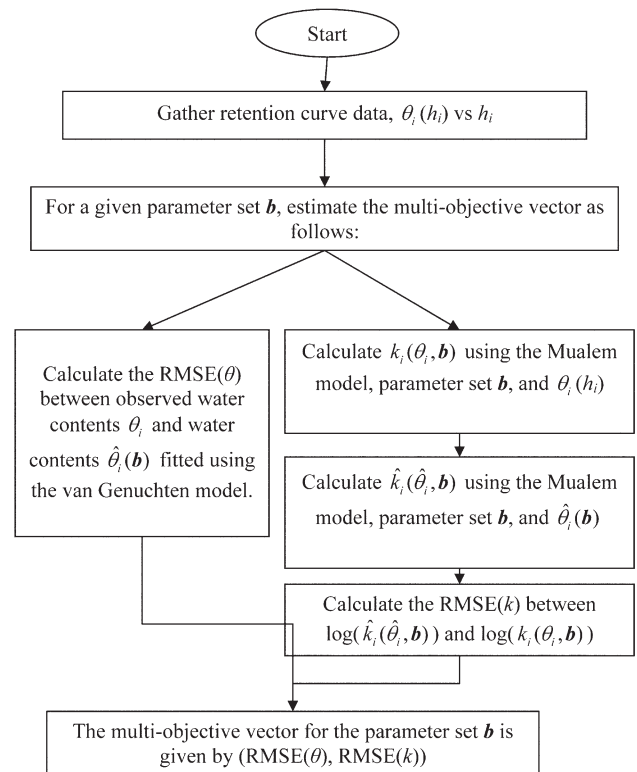 Start
Gather retention curve data, θᵢ(hᵢ) vs hᵢ
For a given parameter set b, estimate the multi-objective vector as
follows:
Calculate the RMSE(θ)
between observed water
contents θᵢ and water
contents θ̂ᵢ(b) fitted using
the van Genuchten model.
Calculate kᵢ(θᵢ,b) using the Mualem
model, parameter set b, and θᵢ(hᵢ)
Calculate k̂ᵢ(θ̂ᵢ,b) using the Mualem
model, parameter set b, and θ̂ᵢ(b)
Calculate the RMSE(k) between
log(k̂ᵢ(θ̂ᵢ,b)) and log(kᵢ(θᵢ,b))
The multi-objective vector for the parameter set b is
given by (RMSE(θ), RMSE(k))